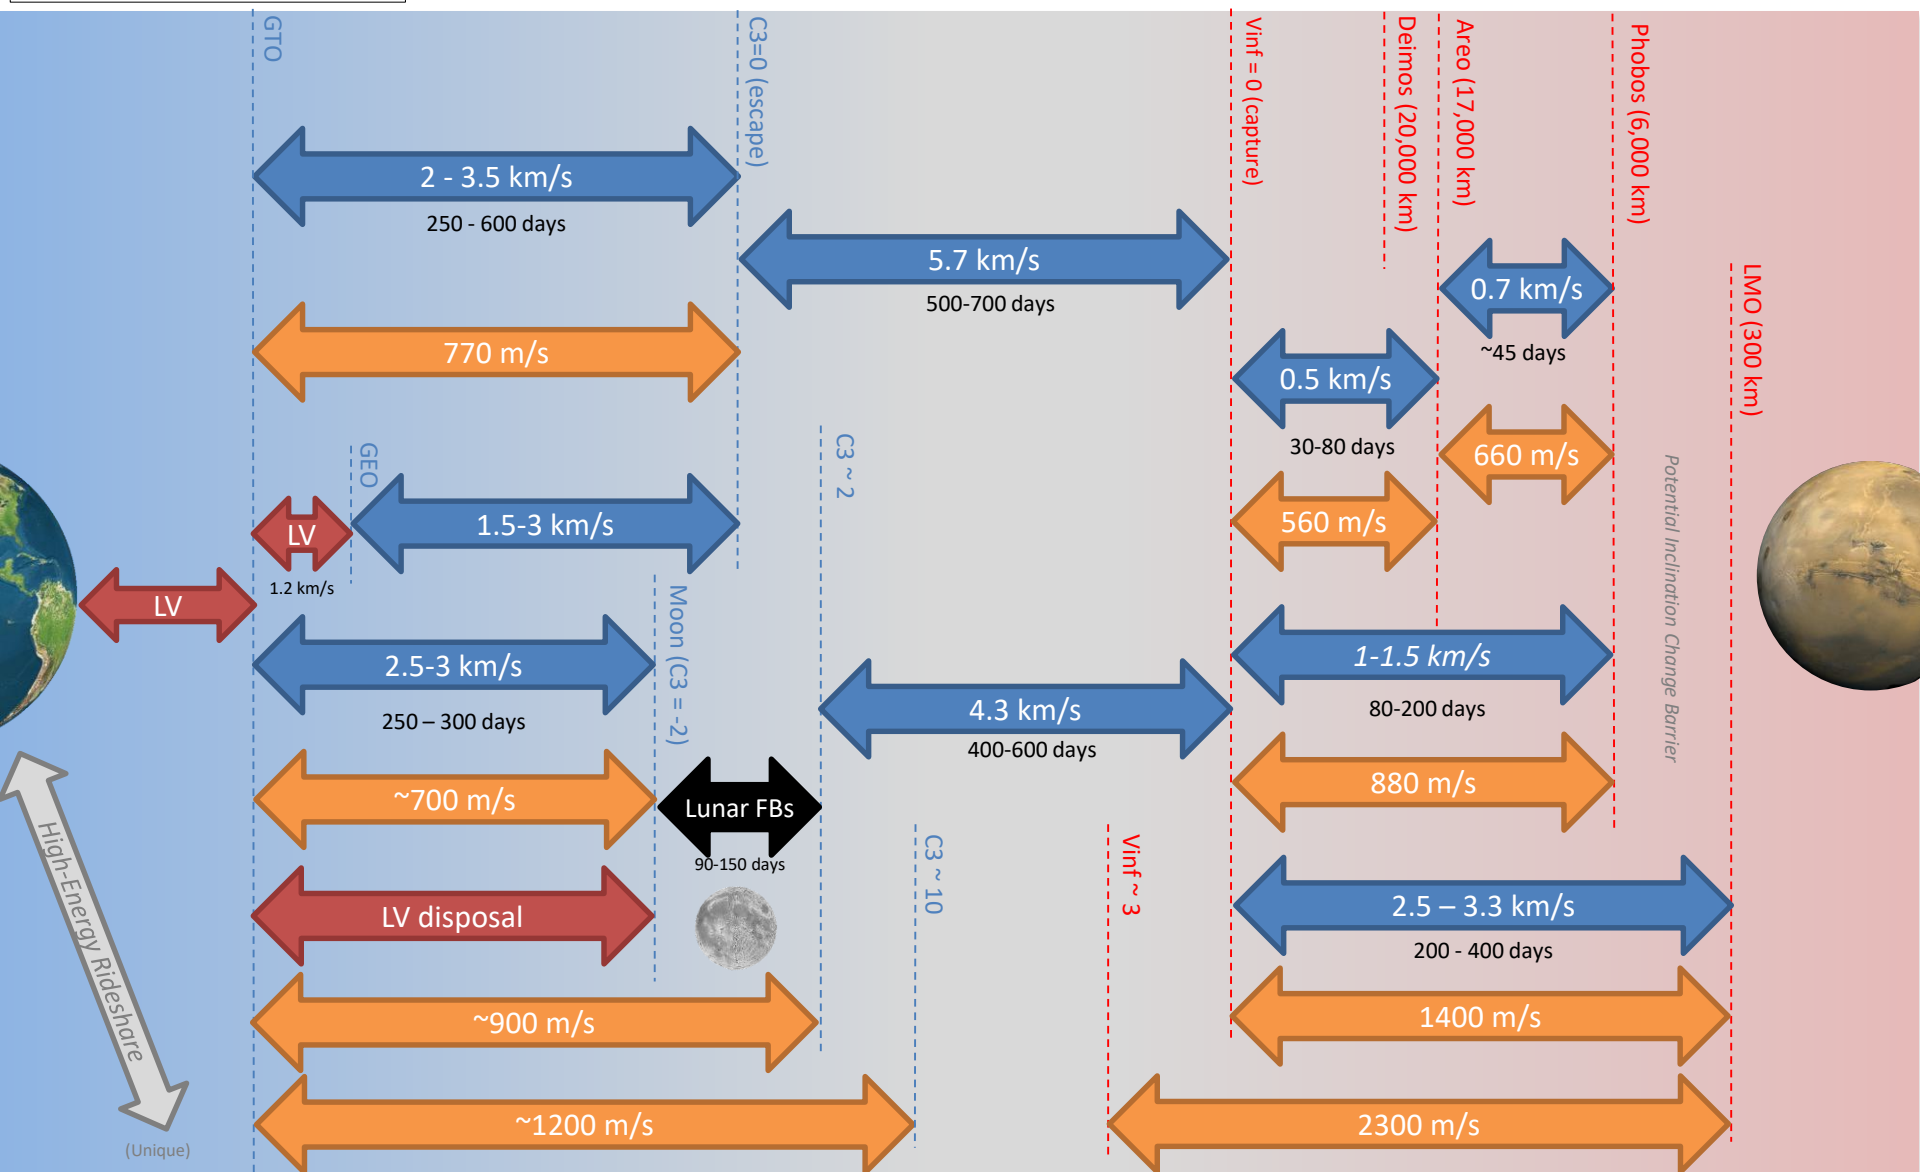 GTO
C3=0 (escape)
Vinf = 0 (capture)
Deimos (20,000 km)
Areo (17,000 km)
Phobos (6,000 km)
2 - 3.5 km/s
250 - 600 days
5.7 km/s
500-700 days
0.7 km/s
~45 days
LMO (300 km)
770 m/s
0.5 km/s
30-80 days
660 m/s
GEO
C3 ~ 2
Potential Inclination Change Barrier
LV
1.2 km/s
1.5-3 km/s
560 m/s
LV
Moon (C3 = -2)
2.5-3 km/s
250 – 300 days
4.3 km/s
400-600 days
1-1.5 km/s
80-200 days
~700 m/s
Lunar FBs
90-150 days
880 m/s
High-Energy Rideshare
(Unique)
C3 ~ 10
Vinf ~ 3
LV disposal
2.5 – 3.3 km/s
200 - 400 days
~900 m/s
1400 m/s
~1200 m/s
2300 m/s